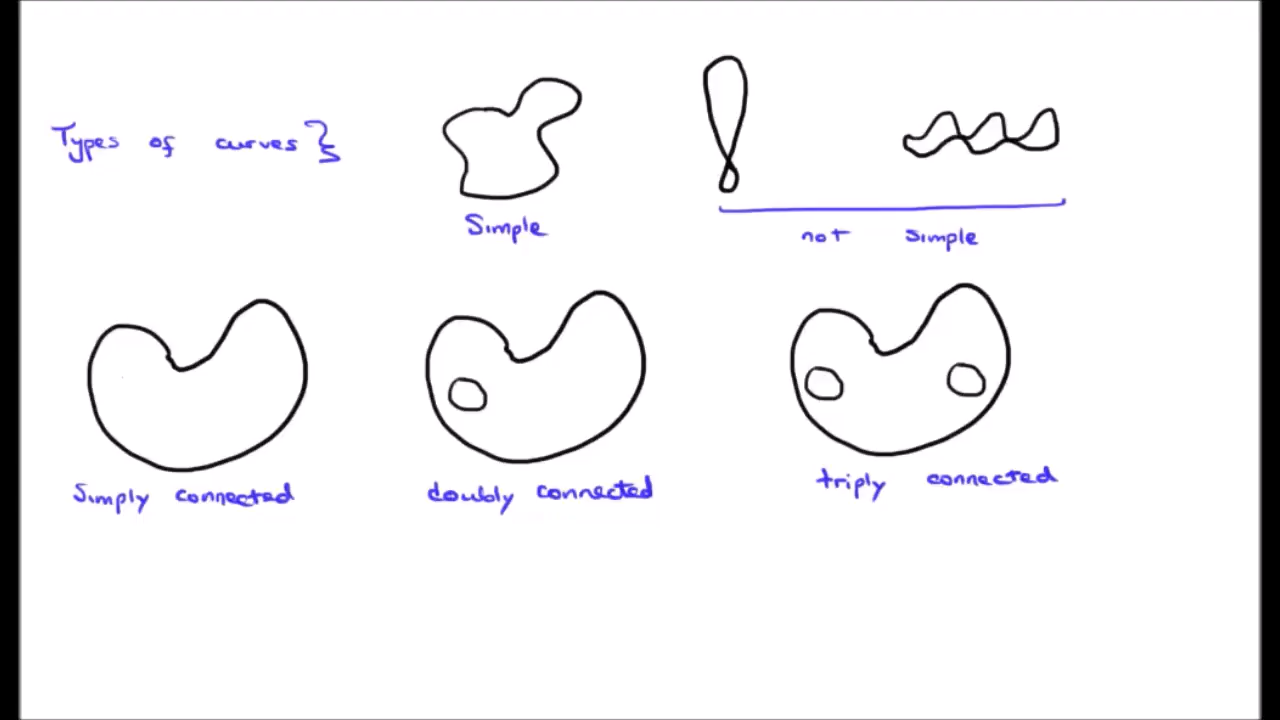 Types of curves}
Simple
not simple
Simply connected
doubly connected
triply connected